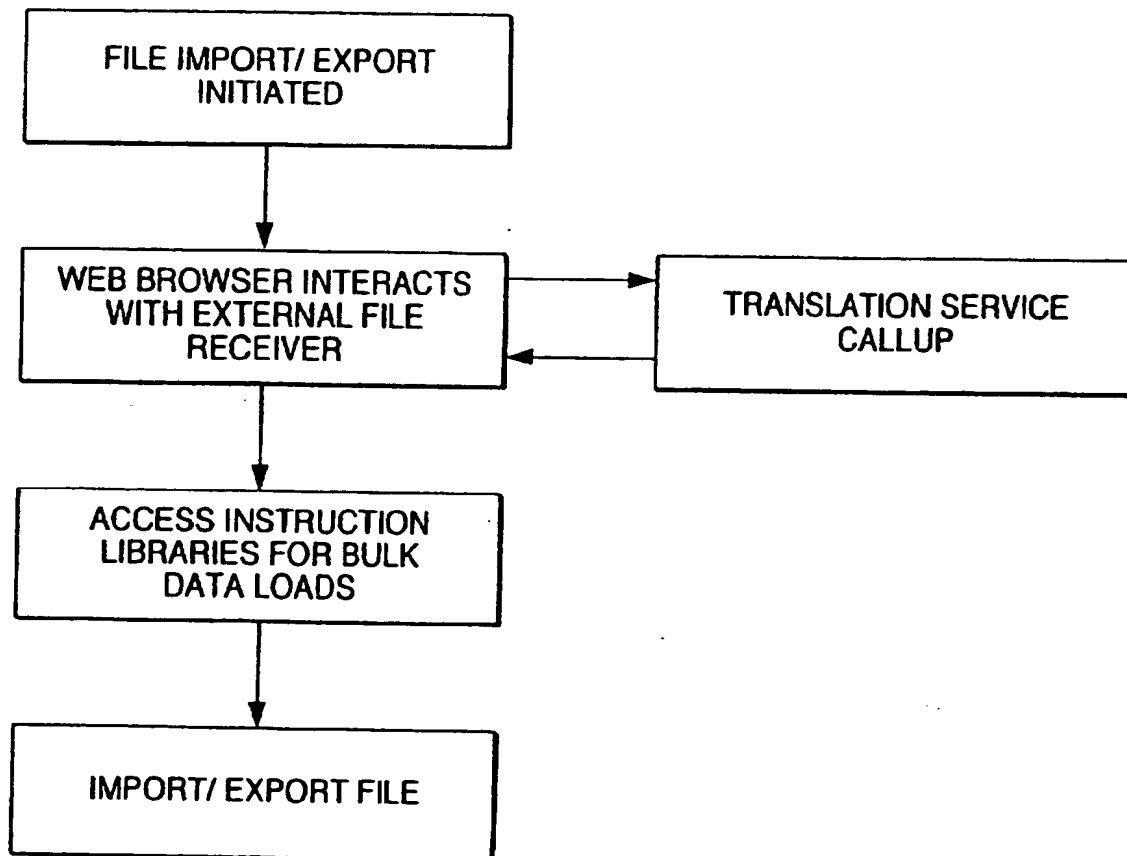 FILE IMPORT/ EXPORT
INITIATED
WEB BROWSER INTERACTS
WITH EXTERNAL FILE
RECEIVER
TRANSLATION SERVICE
CALLUP
ACCESS INSTRUCTION
LIBRARIES FOR BULK
DATA LOADS
IMPORT/ EXPORT FILE